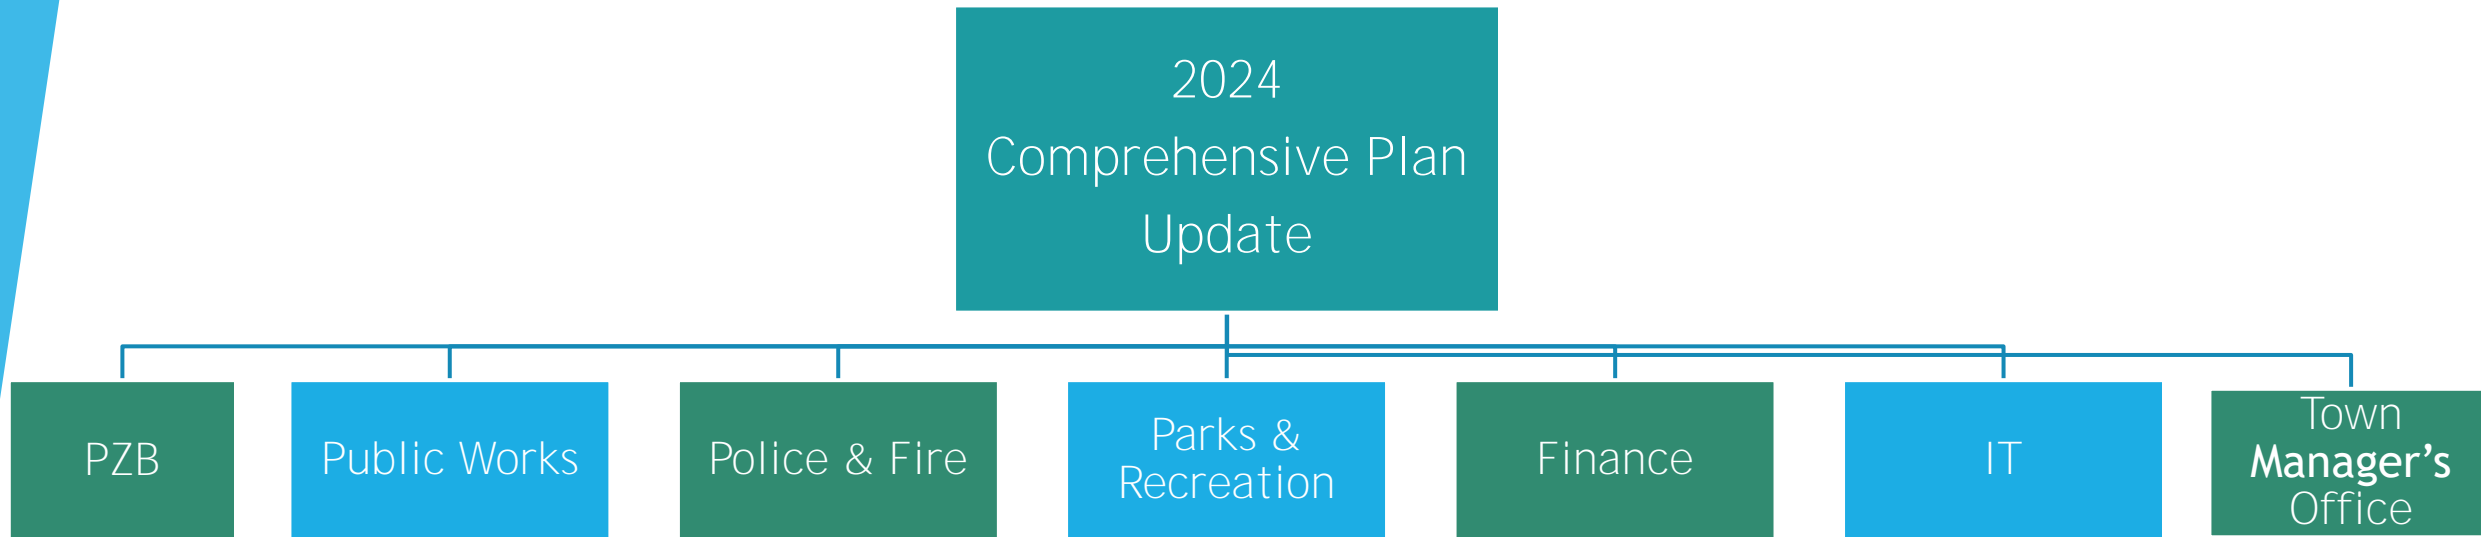 2024
Comprehensive Plan
Update
PZB
Public Works
Police & Fire
Parks &
Recreation
Finance
IT
Town
Manager’s
Office